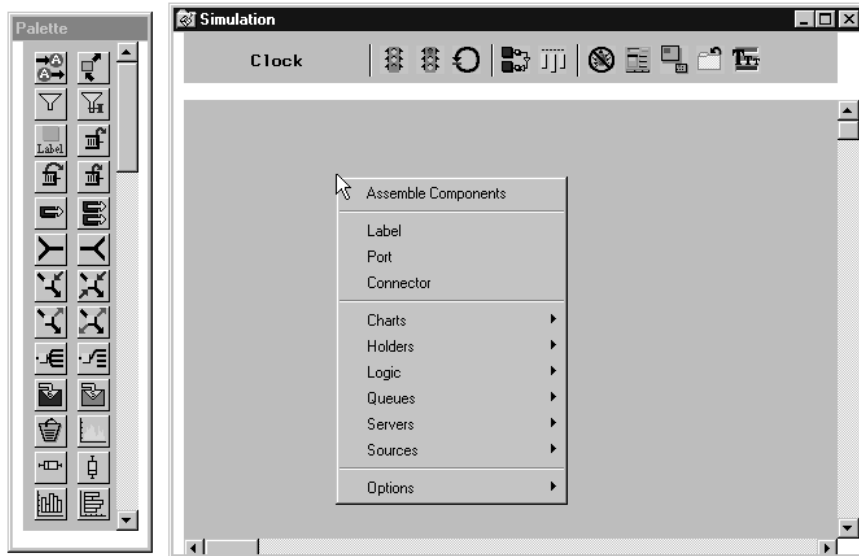 Palette
Label
Simulation
Clock
Assemble Components
Label
Port
Connector
Charts
Holders
Logic
Queues
Servers
Sources
Options